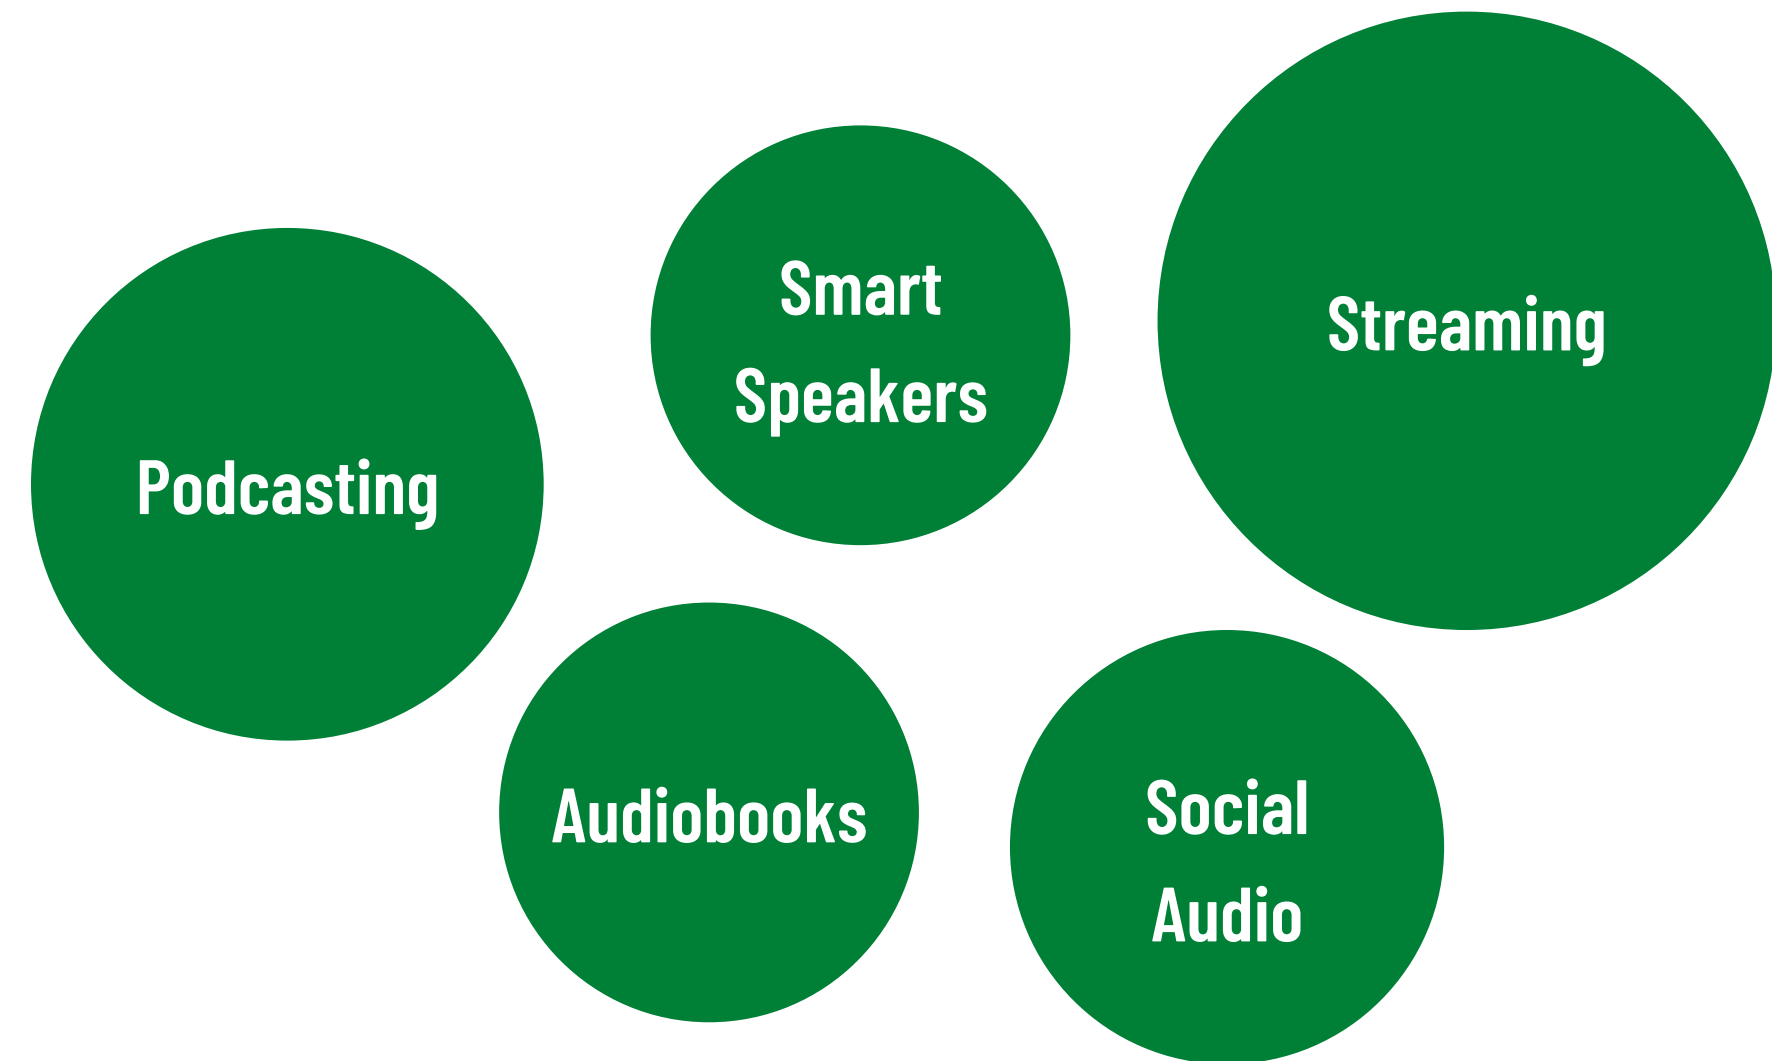 Podcasting
Smart
Speakers
Streaming
Audiobooks
Social
Audio